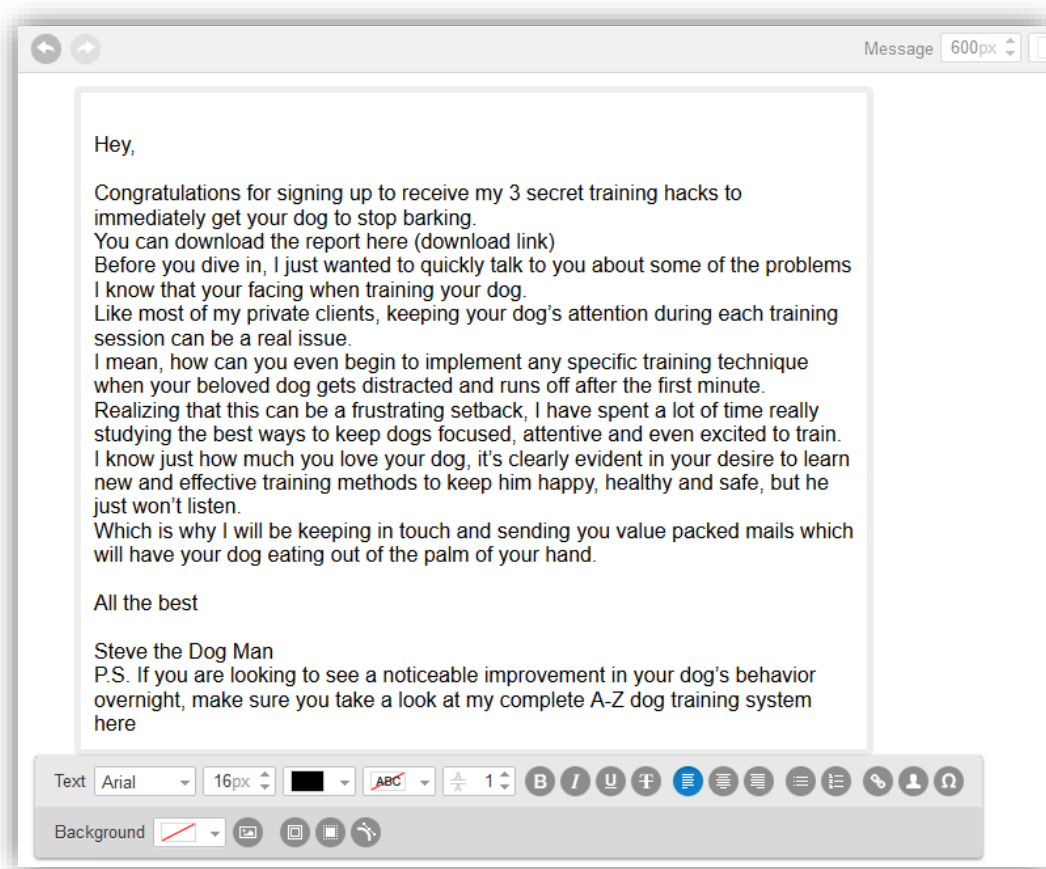 Message 600px
Hey,
Congratulations for signing up to receive my 3 secret training hacks to
immediately get your dog to stop barking.
You can download the report here (download link)
Before you dive in, I just wanted to quickly talk to you about some of the problems
I know that your facing when training your dog.
Like most of my private clients, keeping your dog’s attention during each training
session can be a real issue.
I mean, how can you even begin to implement any specific training technique
when your beloved dog gets distracted and runs off after the first minute.
Realizing that this can be a frustrating setback, I have spent a lot of time really
studying the best ways to keep dogs focused, attentive and even excited to train.
I know just how much you love your dog, it’s clearly evident in your desire to learn
new and effective training methods to keep him happy, healthy and safe, but he
just won’t listen.
Which is why I will be keeping in touch and sending you value packed mails which
will have your dog eating out of the palm of your hand.
All the best
Steve the Dog Man
P.S. If you are looking to see a noticeable improvement in your dog’s behavior
overnight, make sure you take a look at my complete A-Z dog training system
here
Text Arial 16px ABC A A 1 B I U T Ω
Background